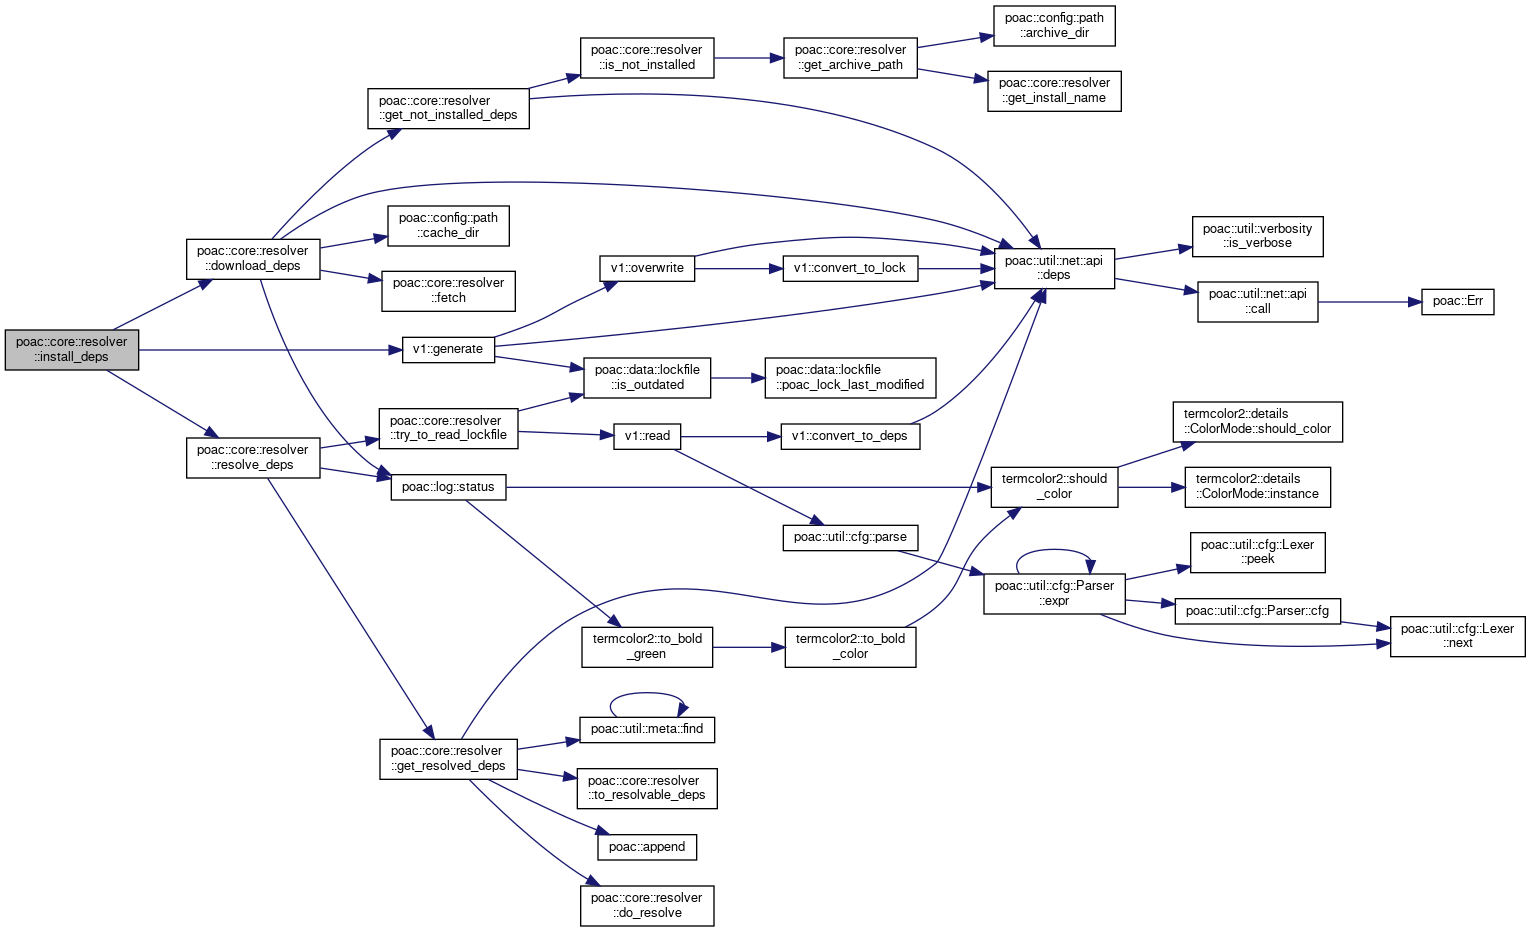 poac::core::resolver
::install_deps
poac::core::resolver
::download_deps
v1::generate
poac::core::resolver
::resolve_deps
poac::core::resolver
::get_not_installed_deps
poac::config::path
::cache_dir
poac::core::resolver
::fetch
poac::core::resolver
::try_to_read_lockfile
poac::log::status
poac::core::resolver
::get_resolved_deps
poac::core::resolver
::is_not_installed
v1::overwrite
poac::data::lockfile
::is_outdated
v1::read
termcolor2::to_bold
_green
poac::util::meta::find
poac::core::resolver
::to_resolvable_deps
poac::append
poac::core::resolver
::do_resolve
poac::core::resolver
::get_archive_path
v1::convert_to_lock
poac::data::lockfile
::poac_lock_last_modified
v1::convert_to_deps
poac::util::cfg::parse
termcolor2::to_bold
_color
poac::config::path
::archive_dir
poac::core::resolver
::get_install_name
poac::util::net::api
::deps
termcolor2::should
_color
poac::util::cfg::Parser
::expr
poac::util::verbosity
::is_verbose
poac::util::net::api
::call
termcolor2::details
::ColorMode::should_color
termcolor2::details
::ColorMode::instance
poac::util::cfg::Lexer
::peek
poac::util::cfg::Parser::cfg
poac::Err
poac::util::cfg::Lexer
::next